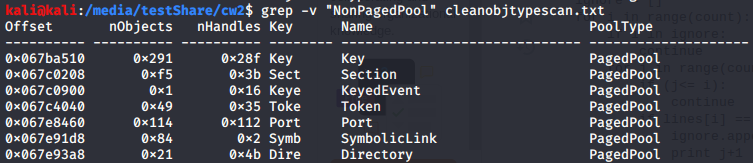 kali@kali:/media/testShare/cw2$ grep -v "NonPagedPool" cleanobjtypescan.txt
Offset nObjects nHandles Key Name PoolType
---------- ---------- ---------- -------- ------------------------------ --------------------
0×067ba510 0×291 0×28f Key Key PagedPool
0×067c0208 0×f5 0×3b Sect Section PagedPool
0×067c0900 0×1 0×16 Keye KeyedEvent PagedPool
0×067c4040 0×49 0×35 Toke Token PagedPool
0×067e8460 0×114 0×112 Port Port PagedPool
0×067e91d8 0×84 0×2 Symb SymbolicLink PagedPool
0×067e93a8 0×21 0×4b Dire Directory PagedPool